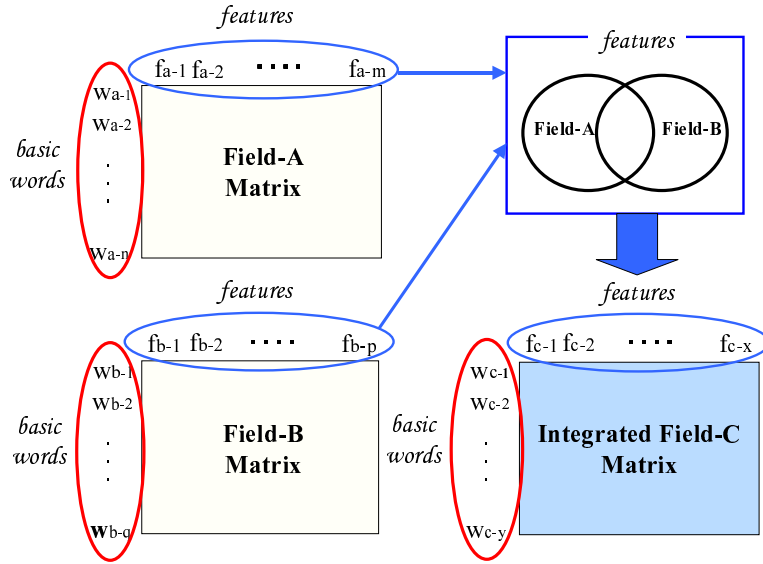 features
fa-1 fa-2 .... fa-m
wa-1
wa-2
.
.
.
wa-n
basic
words
Field-A
Matrix
features
Field-A
Field-B
features
fb-1 fb-2 .... fb-p
wb-1
wb-2
.
.
.
wb-q
basic
words
Field-B
Matrix
features
fc-1 fc-2 .... fc-x
wc-1
wc-2
.
.
.
wc-y
basic
words
Integrated Field-C
Matrix